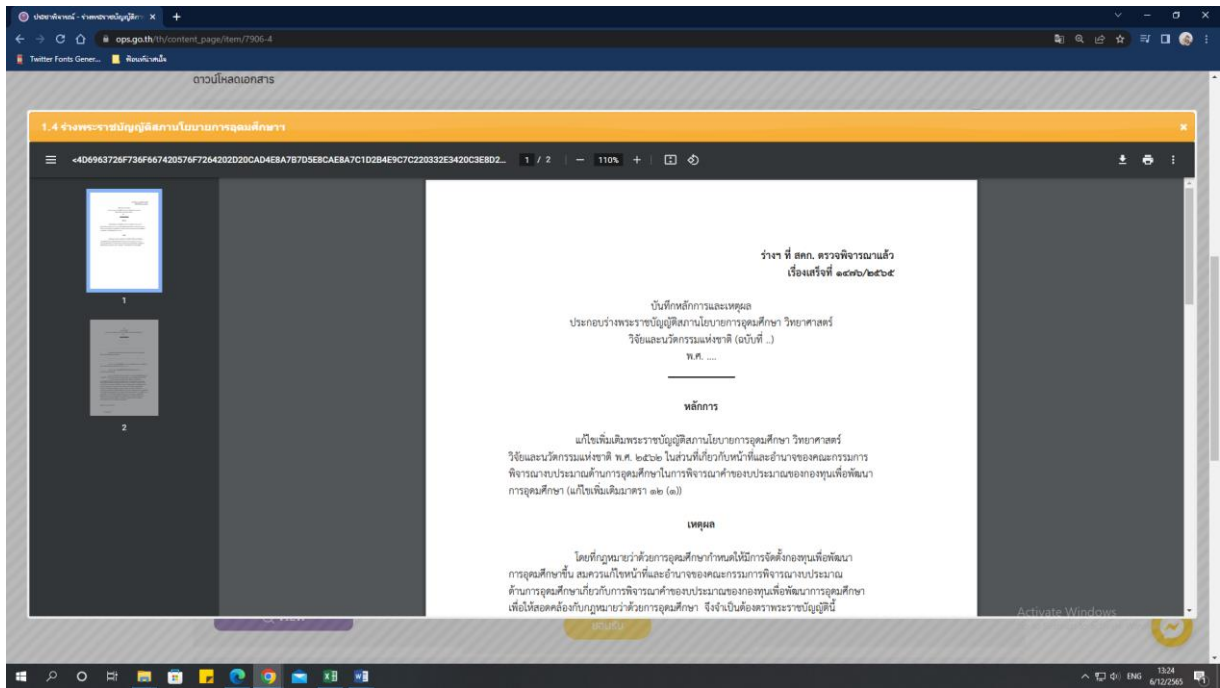 ops.go.th/th/content_page/item/7906-4
Twitter Fonts Gener...
ดาวน์โหลดเอกสาร
1.4 ร่างพระราชบัญญัติสภานโยบายการอุดมศึกษาฯ
1 / 2
110%
1
2
ร่างฯ ที่ สคก. ตรวจพิจารณาแล้ว
เรื่องเสร็จที่ ๑๔๗๖/๒๕๖๕
บันทึกหลักการและเหตุผล
ประกอบร่างพระราชบัญญัติสภานโยบายการอุดมศึกษา วิทยาศาสตร์
วิจัยและนวัตกรรมแห่งชาติ (ฉบับที่ ..)
พ.ศ. ....
หลักการ
แก้ไขเพิ่มเติมพระราชบัญญัติสภานโยบายการอุดมศึกษา วิทยาศาสตร์
วิจัยและนวัตกรรมแห่งชาติ พ.ศ. ๒๕๖๒ ในส่วนที่เกี่ยวกับหน้าที่และอำนาจของคณะกรรมการ
พิจารณางบประมาณด้านการอุดมศึกษาในการพิจารณาคำของบประมาณของกองทุนเพื่อพัฒนา
การอุดมศึกษา (แก้ไขเพิ่มเติมมาตรา ๑๒ (๑))
เหตุผล
โดยที่กฎหมายว่าด้วยการอุดมศึกษากำหนดให้มีการจัดตั้งกองทุนเพื่อพัฒนา
การอุดมศึกษาขึ้น สมควรแก้ไขหน้าที่และอำนาจของคณะกรรมการพิจารณางบประมาณ
ด้านการอุดมศึกษาเกี่ยวกับการพิจารณาคำของบประมาณของกองทุนเพื่อพัฒนาการอุดมศึกษา
เพื่อให้สอดคล้องกับกฎหมายว่าด้วยการอุดมศึกษา จึงจำเป็นต้องตราพระราชบัญญัตินี้
Activate Windows
ยอมรับ
ENG
13:24
6/12/2565